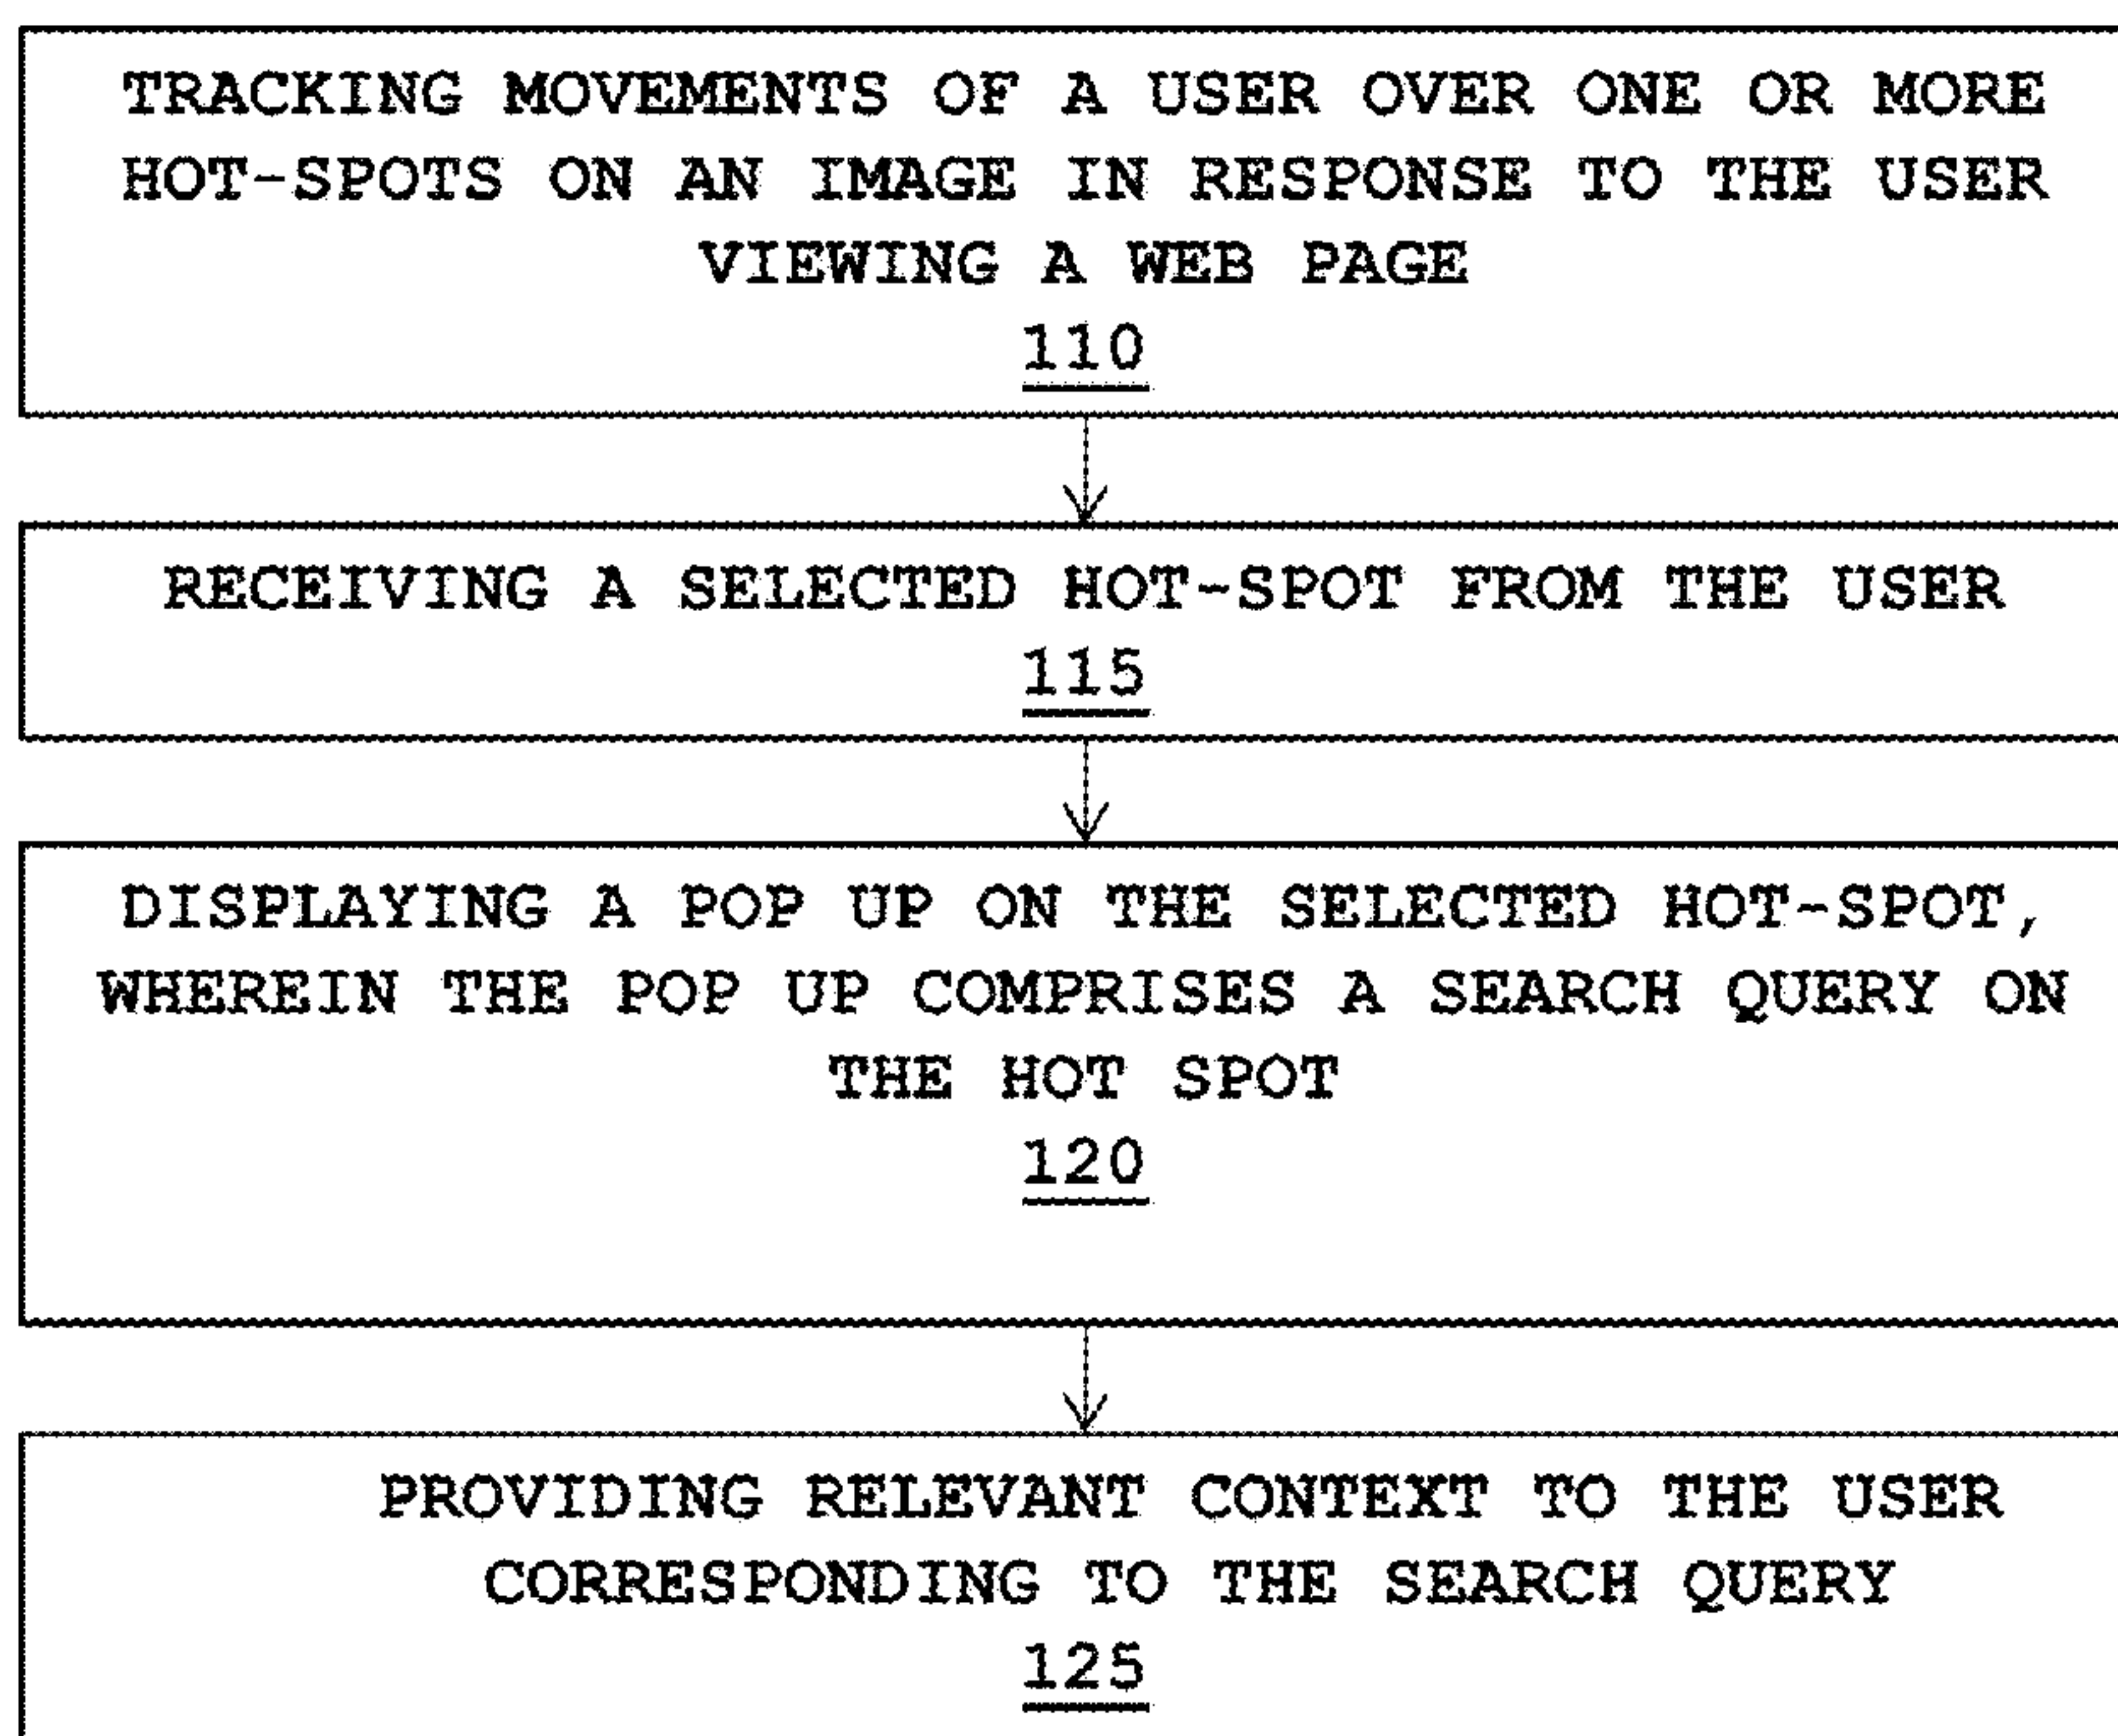 TRACKING MOVEMENTS OF A USER OVER ONE OR MORE
HOT-SPOTS ON AN IMAGE IN RESPONSE TO THE USER
VIEWING A WEB PAGE
110
RECEIVING A SELECTED HOT-SPOT FROM THE USER
115
DISPLAYING A POP UP ON THE SELECTED HOT-SPOT,
WHEREIN THE POP UP COMPRISES A SEARCH QUERY ON
THE HOT SPOT
120
PROVIDING RELEVANT CONTEXT TO THE USER
CORRESPONDING TO THE SEARCH QUERY
125